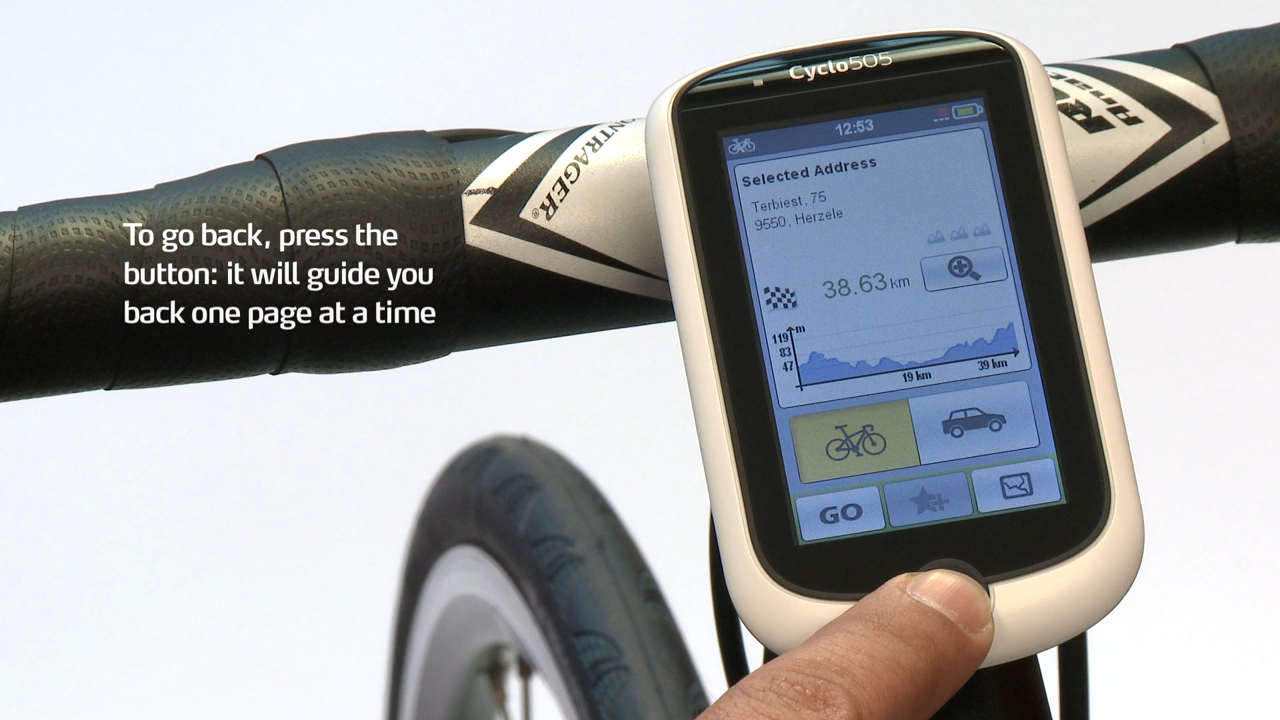 Cyclo505
12:53
Selected Address
Terbiest, 75
9550, Herzele
38.63 km
119 m
83
47
19 km
39 km
GO
To go back, press the
button: it will guide you
back one page at a time
ONTRAGER®